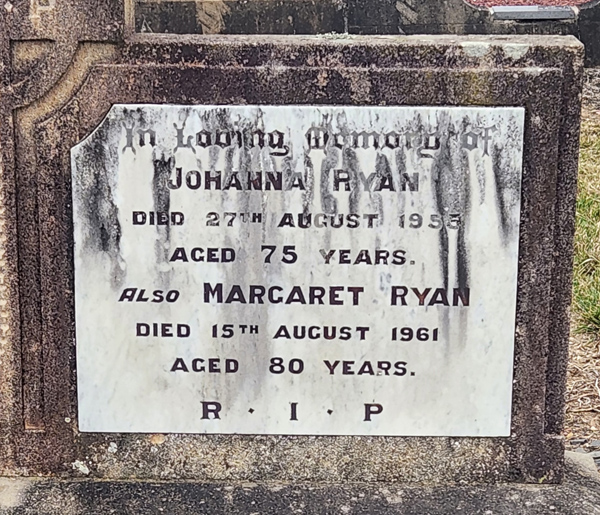 In Loving Memory of
JOHANNA RYAN
DIED 27TH AUGUST
AGED 75 YEARS.
ALSO MARGARET RYAN
DIED 15TH AUGUST 1961
AGED 80 YEARS.
R · I · P